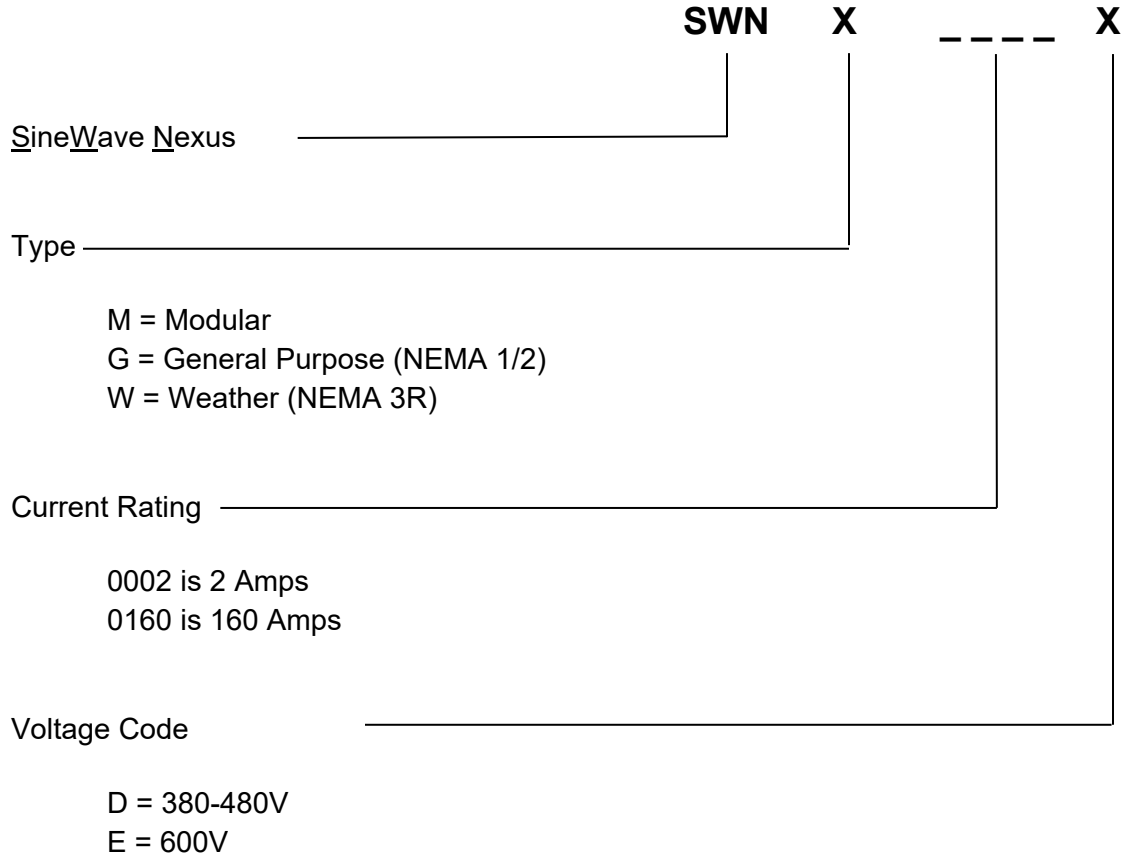 SWN X _ _ _ _ X
SineWave Nexus
Type
M = Modular
G = General Purpose (NEMA 1/2)
W = Weather (NEMA 3R)
Current Rating
0002 is 2 Amps
0160 is 160 Amps
Voltage Code
D = 380-480V
E = 600V